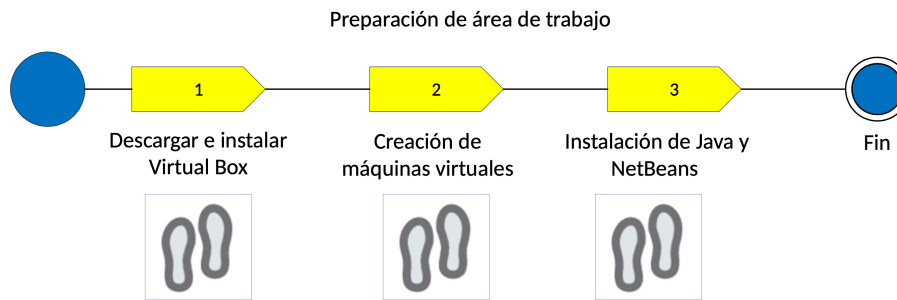 Preparación de área de trabajo
1
2
3
Descargar e instalar
Virtual Box
Creación de
máquinas virtuales
Instalación de Java y
NetBeans
Fin